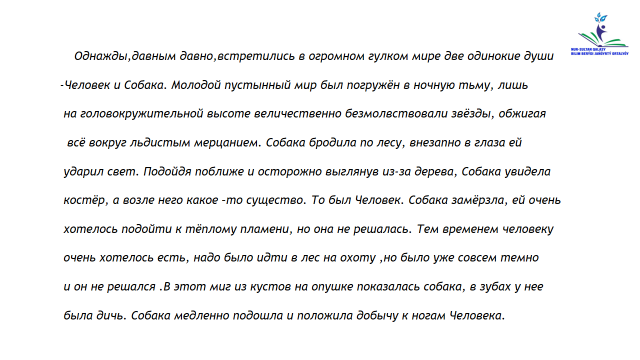 Однажды,давным давно,встретились в огромном гулком мире две одинокие души
-Человек и Собака. Молодой пустынный мир был погружён в ночную тьму, лишь
на головокружительной высоте величественно безмолвствовали звёзды, обжигая
всё вокруг льдистым мерцанием. Собака бродила по лесу, внезапно в глаза ей
ударил свет. Подойдя поближе и осторожно выглянув из-за дерева, Собака увидела
костёр, а возле него какое –то существо. То был Человек. Собака замёрзла, ей очень
хотелось подойти к тёплому пламени, но она не решалась. Тем временем человеку
очень хотелось есть, надо было идти в лес на охоту ,но было уже совсем темно
и он не решался .В этот миг из кустов на опушке показалась собака, в зубах у нее
была дичь. Собака медленно подошла и положила добычу к ногам Человека.
NUR-SULTAN QALASY